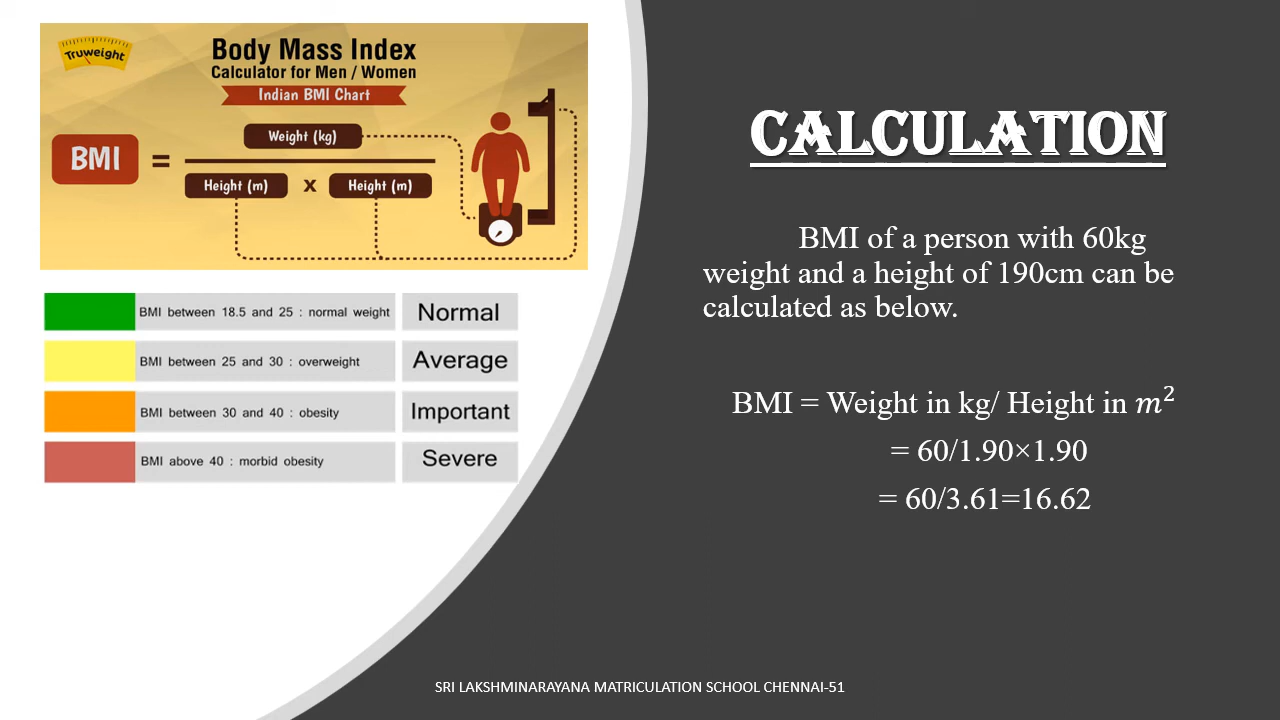 Truweight
Body Mass Index
Calculator for Men / Women
Indian BMI Chart
BMI = Weight (kg)
Height (m) x Height (m)
BMI between 18.5 and 25 : normal weight Normal
BMI between 25 and 30 : overweight Average
BMI between 30 and 40 : obesity Important
BMI above 40 : morbid obesity Severe
CALCULATION
BMI of a person with 60kg
weight and a height of 190cm can be
calculated as below.
BMI = Weight in kg/ Height in m²
= 60/1.90×1.90
= 60/3.61=16.62
SRI LAKSHMINARAYANA MATRICULATION SCHOOL CHENNAI-51